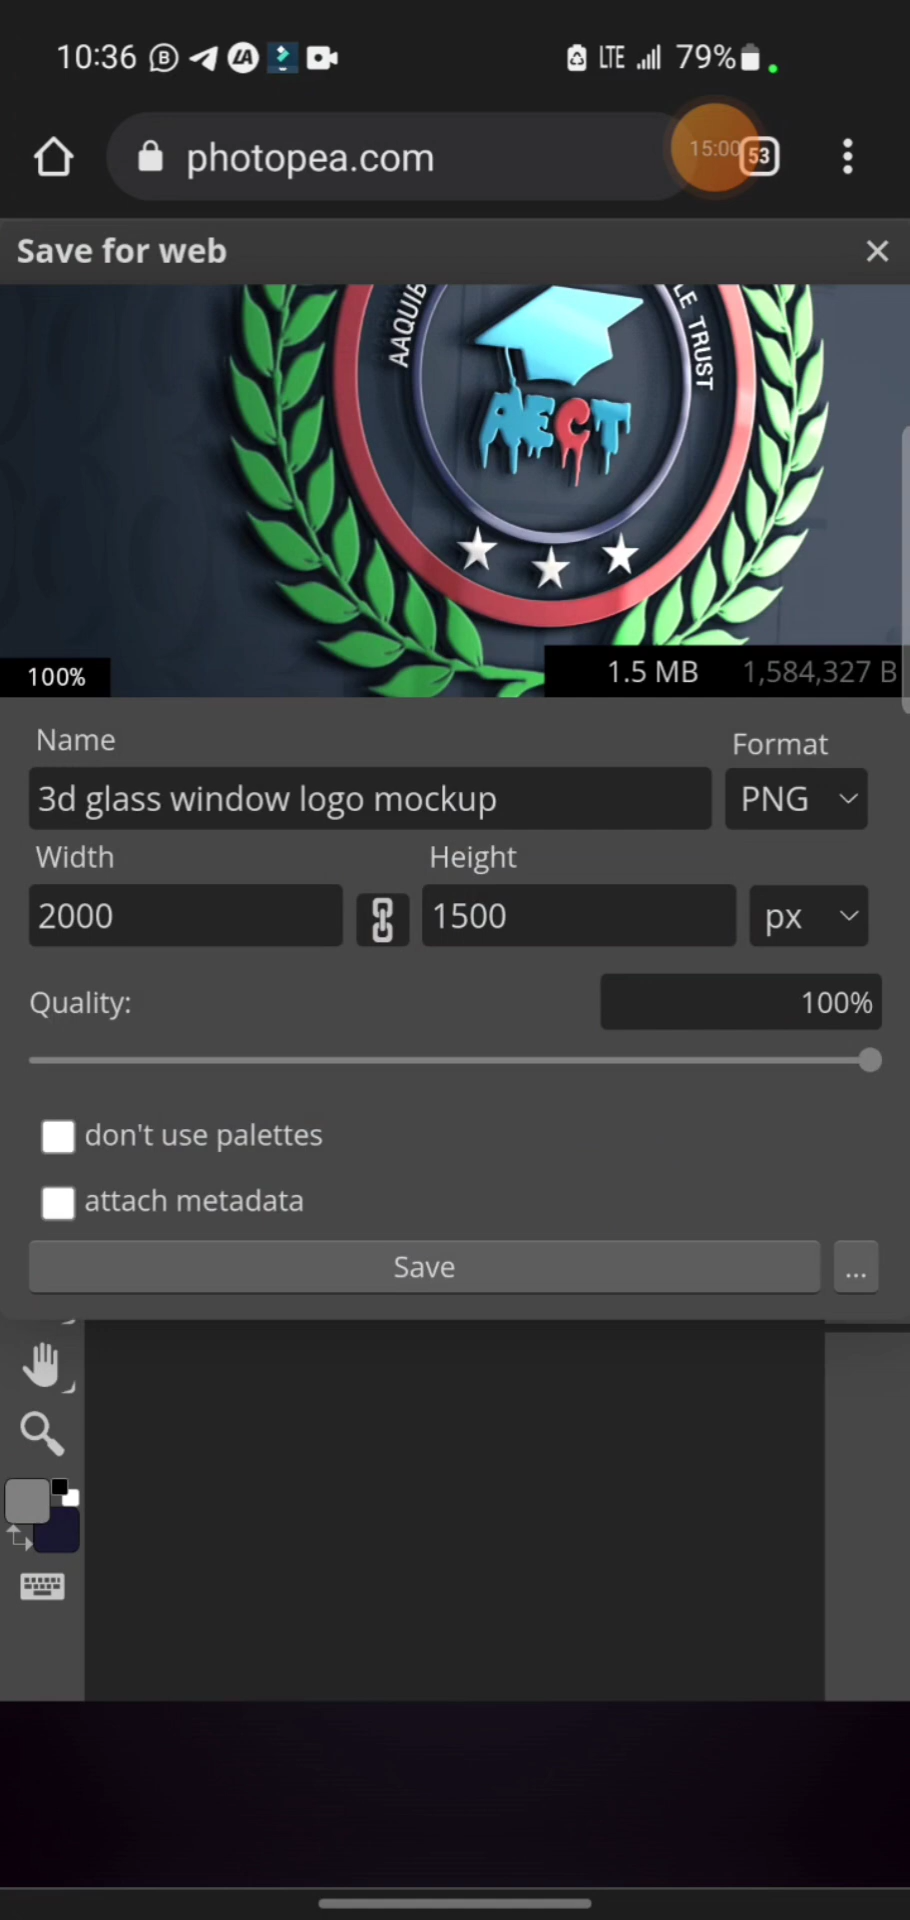 10:36 LTE 79%
photopea.com 15:00 53
Save for web
AAQUIB LE TRUST
AECT
100% 1.5 MB 1,584,327 B
Name Format
3d glass window logo mockup PNG
Width Height
2000 1500 px
Quality: 100%
don't use palettes
attach metadata
Save ...